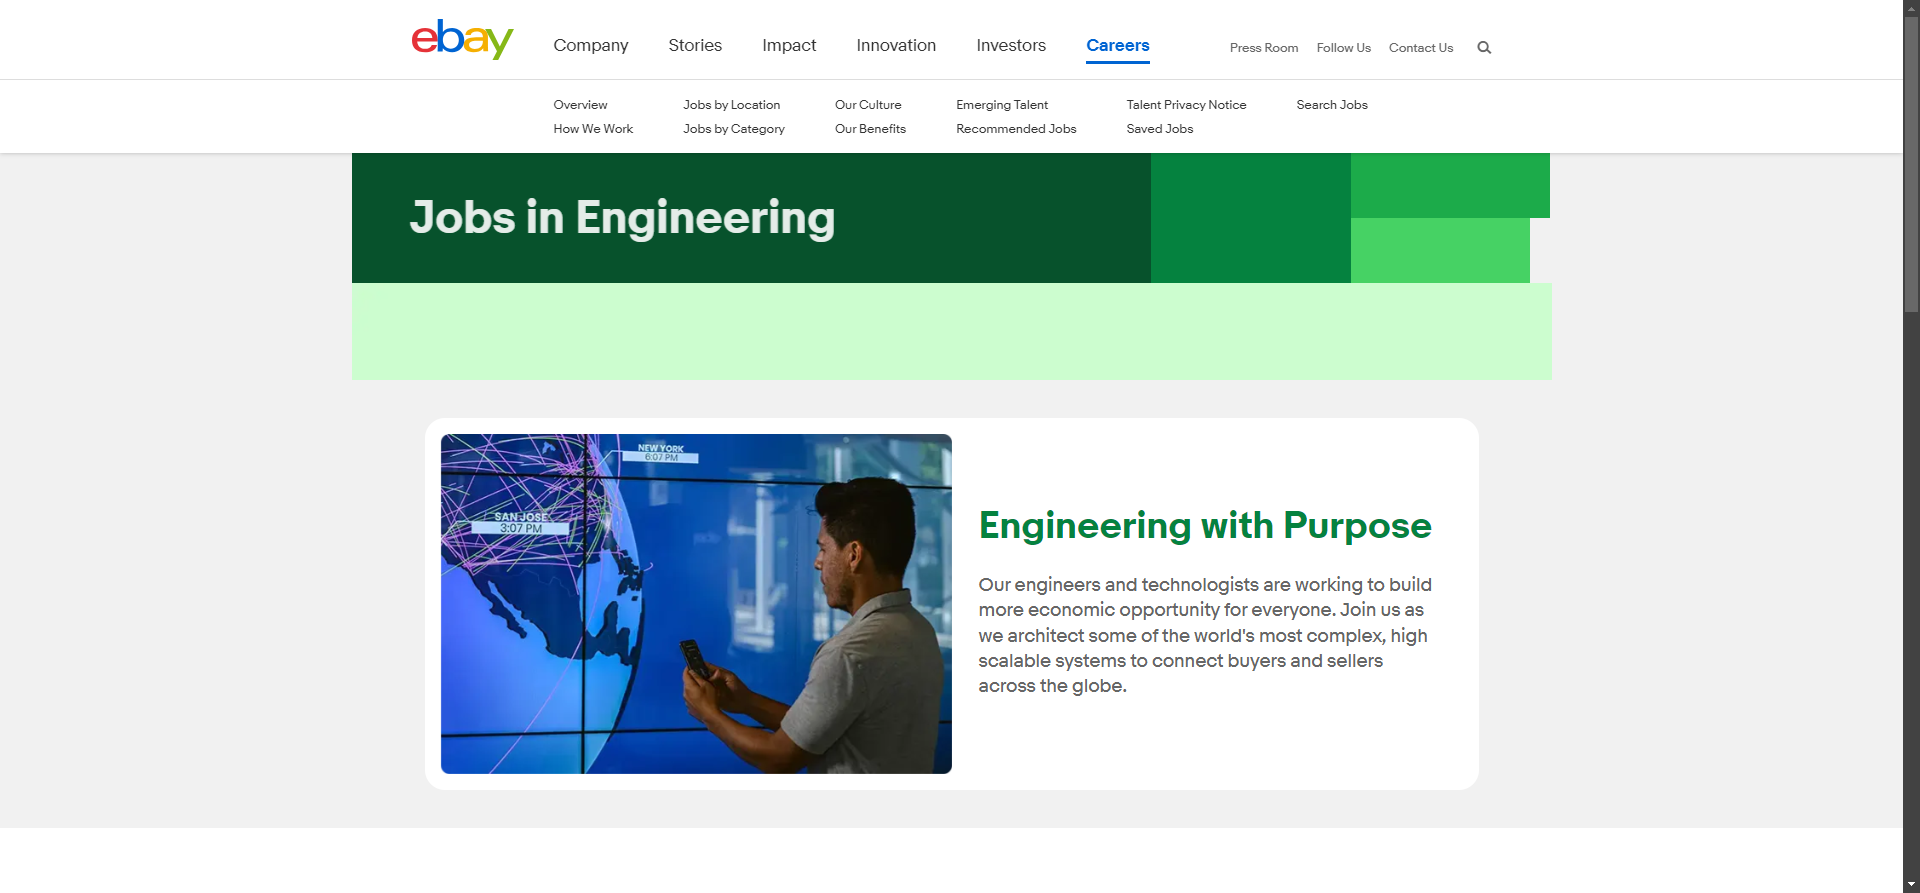 ebay
Company Stories Impact Innovation Investors Careers
Press Room Follow Us Contact Us
Overview Jobs by Location Our Culture Emerging Talent Talent Privacy Notice Search Jobs
How We Work Jobs by Category Our Benefits Recommended Jobs Saved Jobs
Jobs in Engineering
NEW YORK
6:07 PM
SAN JOSE
3:07 PM
Engineering with Purpose
Our engineers and technologists are working to build
more economic opportunity for everyone. Join us as
we architect some of the world's most complex, high
scalable systems to connect buyers and sellers
across the globe.